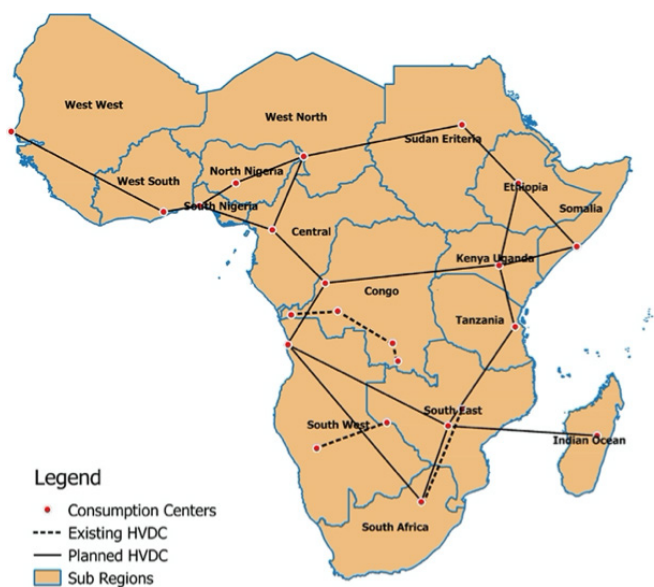 West West
West North
Sudan Eriteria
North Nigeria
West South
Ethiopia
South Nigeria
Somalia
Central
Kenya Uganda
Congo
Tanzania
South East
South West
Indian Ocean
South Africa
Legend
Consumption Centers
Existing HVDC
Planned HVDC
Sub Regions